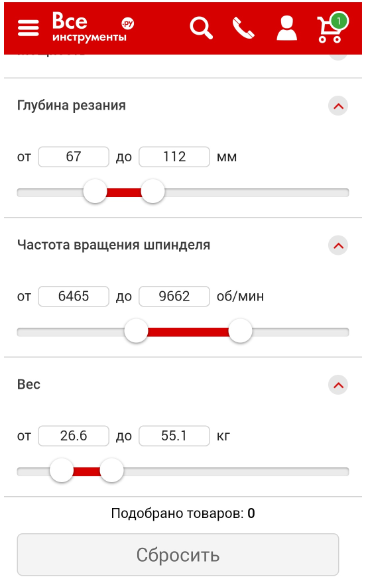 Все
.ру
инструменты
1
Глубина резания
от 67 до 112 мм
Частота вращения шпинделя
от 6465 до 9662 об/мин
Вес
от 26.6 до 55.1 кг
Подобрано товаров: 0
Сбросить